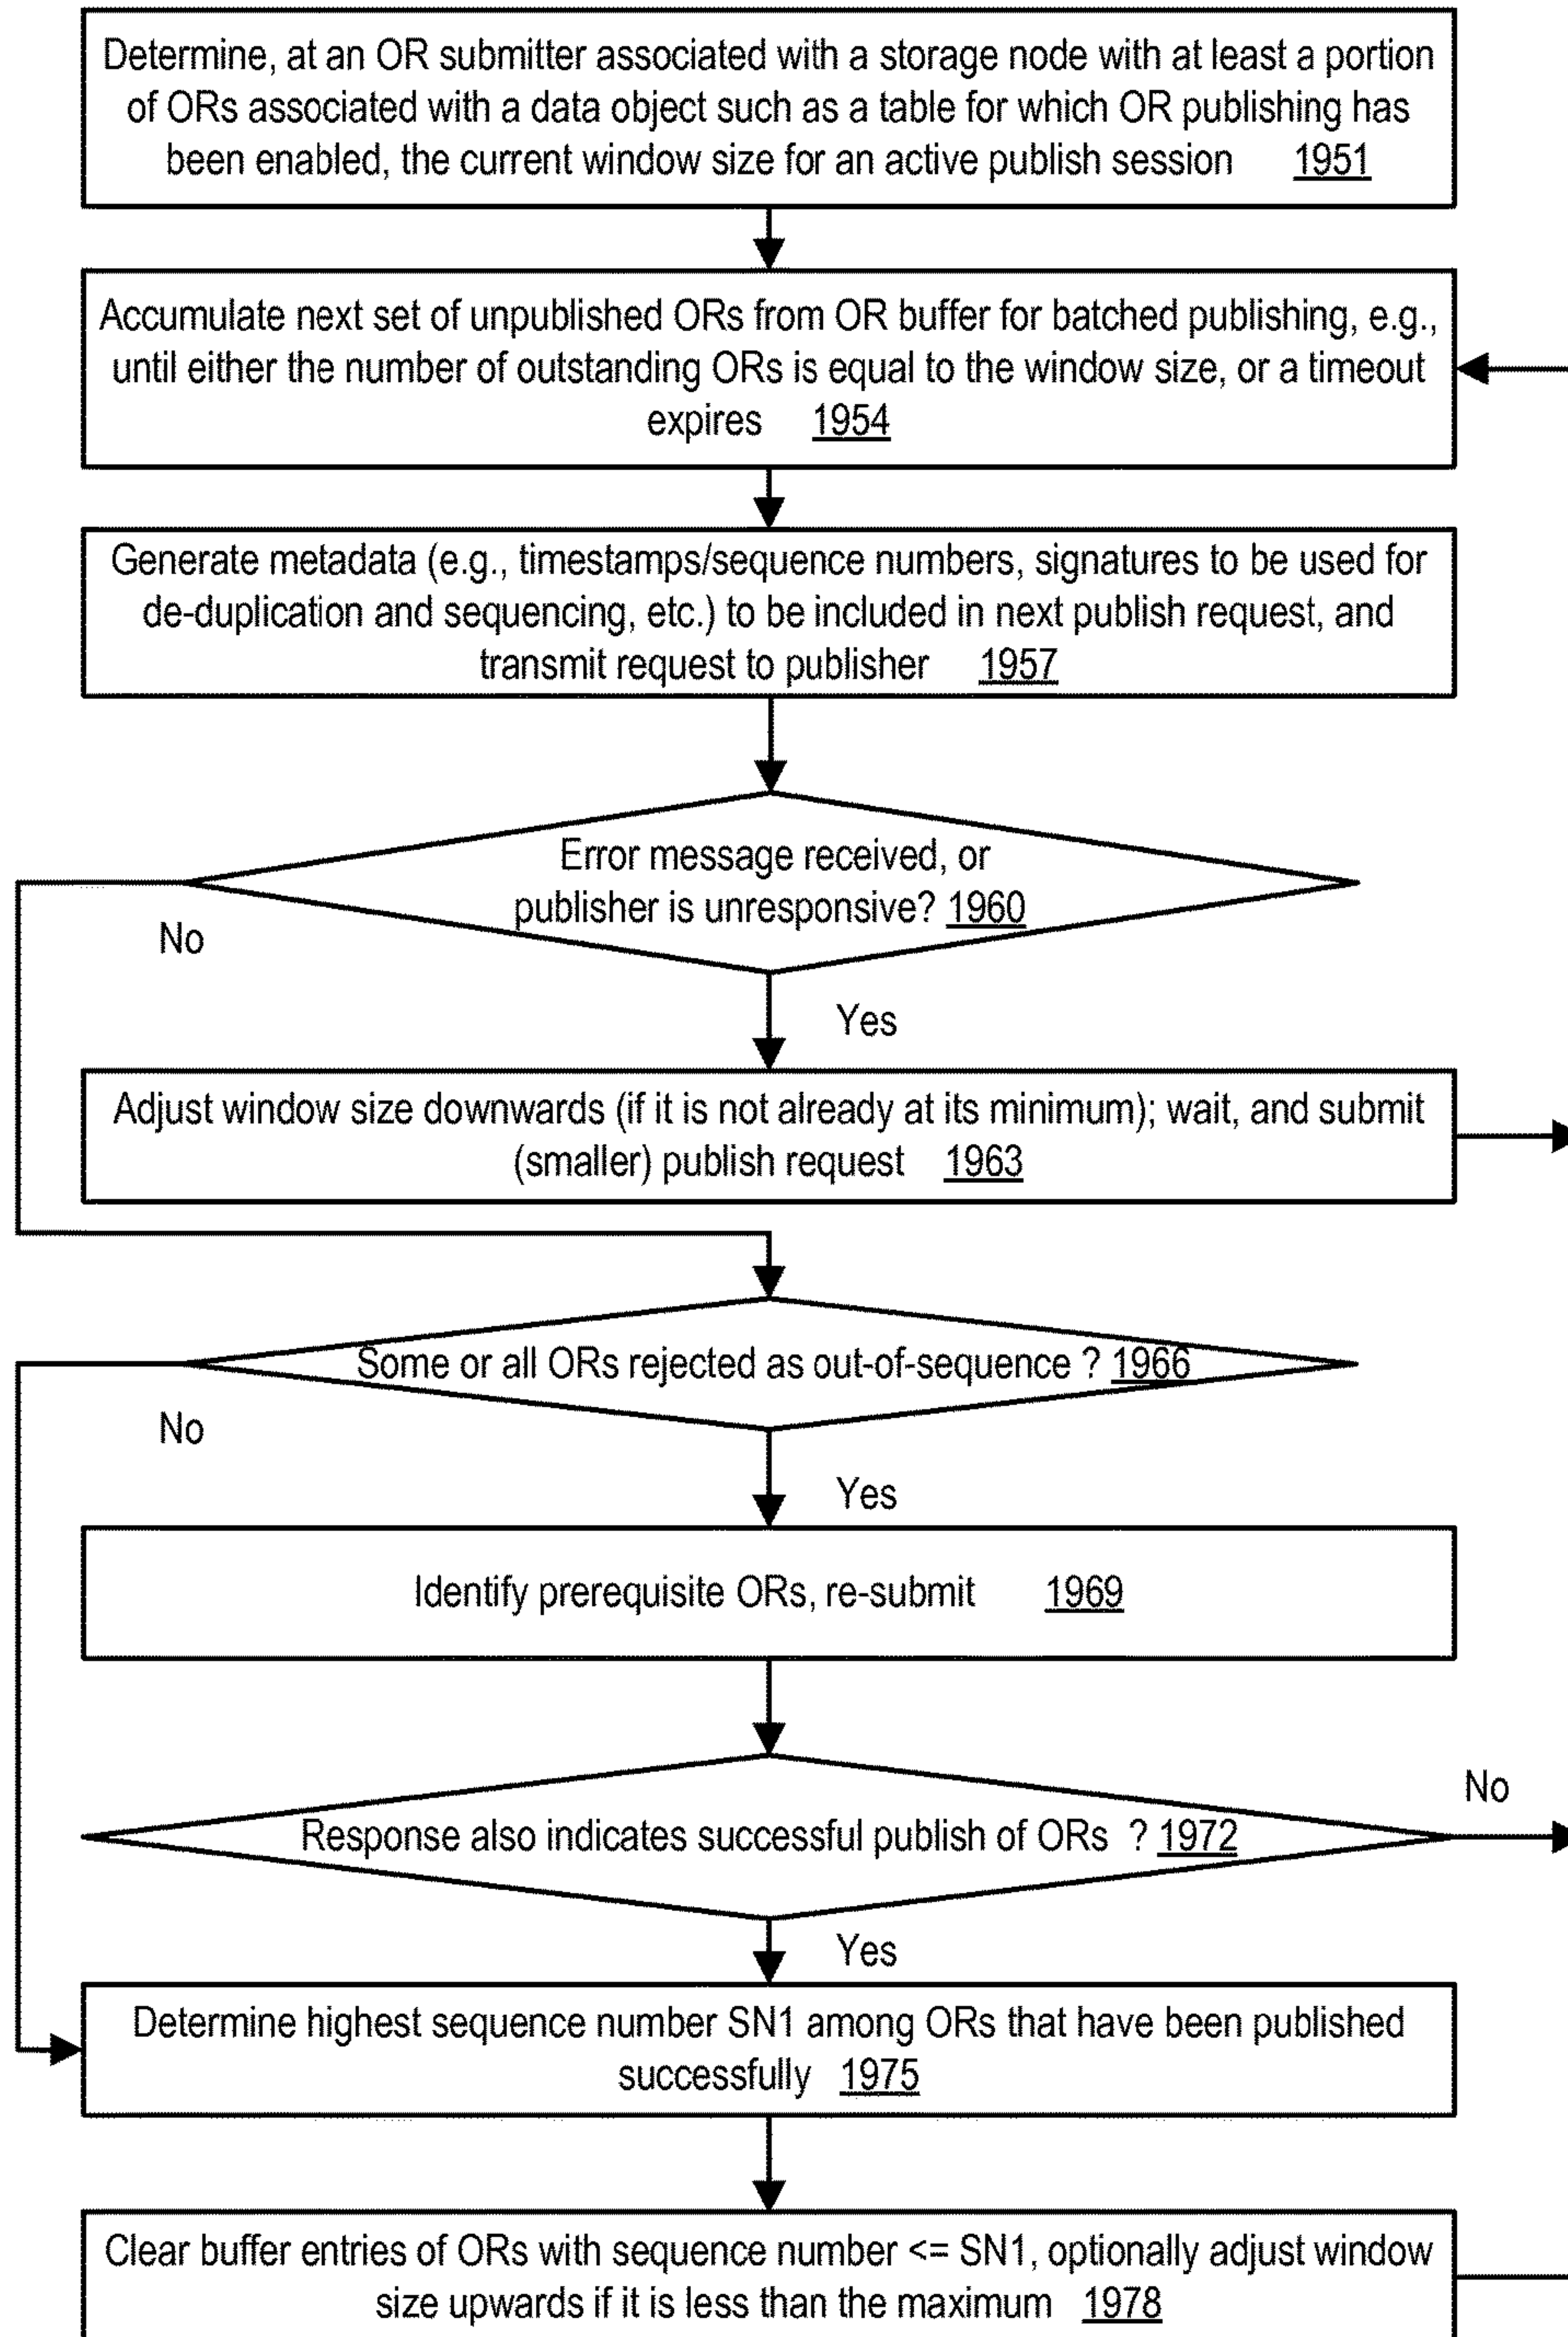 Determine, at an OR submitter associated with a storage node with at least a portion
of ORs associated with a data object such as a table for which OR publishing has
been enabled, the current window size for an active publish session 1951
Accumulate next set of unpublished ORs from OR buffer for batched publishing, e.g.,
until either the number of outstanding ORs is equal to the window size, or a timeout
expires 1954
Generate metadata (e.g., timestamps/sequence numbers, signatures to be used for
de-duplication and sequencing, etc.) to be included in next publish request, and
transmit request to publisher 1957
Error message received, or
publisher is unresponsive? 1960
No
Yes
Adjust window size downwards (if it is not already at its minimum); wait, and submit
(smaller) publish request 1963
Some or all ORs rejected as out-of-sequence ? 1966
No
Yes
Identify prerequisite ORs, re-submit 1969
No
Response also indicates successful publish of ORs ? 1972
Yes
Determine highest sequence number SN1 among ORs that have been published
successfully 1975
Clear buffer entries of ORs with sequence number <= SN1, optionally adjust window
size upwards if it is less than the maximum 1978